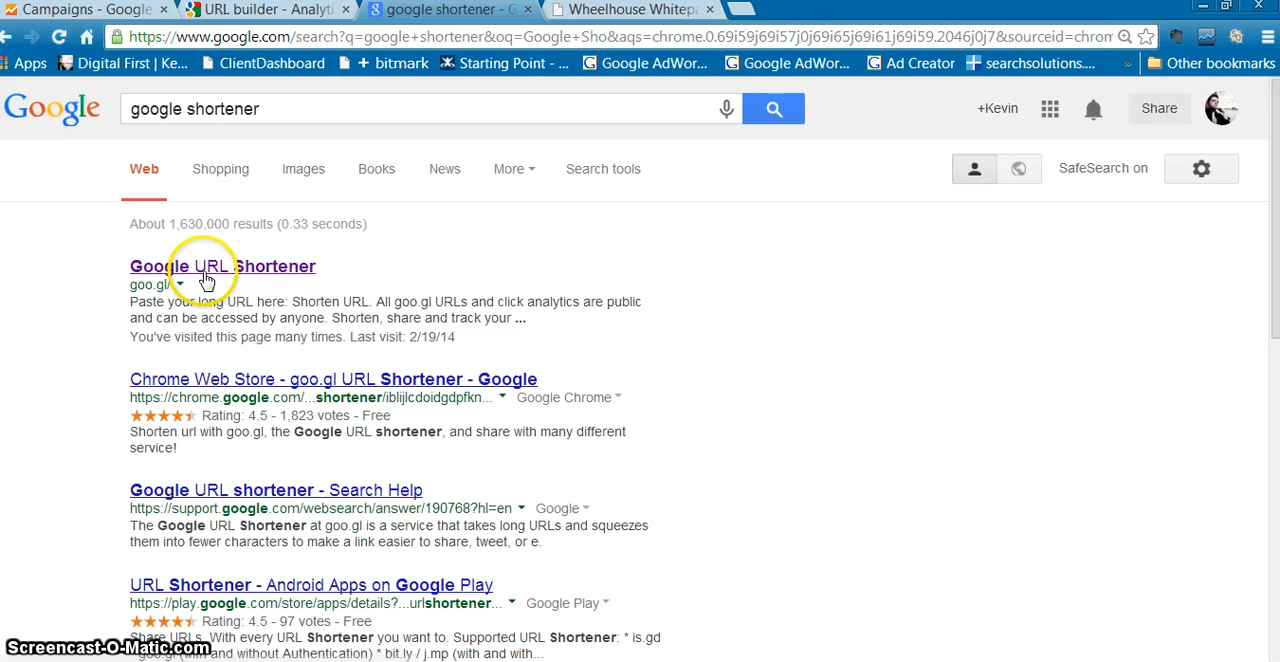 Campaigns - Google × URL builder - Analyti × google shortener - G × Wheelhouse Whitepa ×
https://www.google.com/search?q=google+shortener&oq=Google+Sho&aqs=chrome.0.69i59l69i57j0j69i65j69i61j69i59.2046j0j7&sourceid=chrom
Apps Digital First | Ke... ClientDashboard + bitmark Starting Point - ... Google AdWor... Google AdWor... Ad Creator searchsolutions.... » Other bookmarks
Google google shortener +Kevin Share
Web Shopping Images Books News More Search tools SafeSearch on
About 1,630,000 results (0.33 seconds)
Google URL Shortener
goo.gl/
Paste your long URL here: Shorten URL. All goo.gl URLs and click analytics are public
and can be accessed by anyone. Shorten, share and track your ...
You've visited this page many times. Last visit: 2/19/14
Chrome Web Store - goo.gl URL Shortener - Google
https://chrome.google.com/...shortener/iblijlcdoidgdpfkn... Google Chrome
Rating: 4.5 - 1,823 votes - Free
Shorten url with goo.gl, the Google URL shortener, and share with many different
service!
Google URL shortener - Search Help
https://support.google.com/websearch/answer/190768?hl=en Google
The Google URL Shortener at goo.gl is a service that takes long URLs and squeezes
them into fewer characters to make a link easier to share, tweet, or e.
URL Shortener - Android Apps on Google Play
https://play.google.com/store/apps/details?...urlshortener... Google Play
Rating: 4.5 - 97 votes - Free
Share URLs. With every URL Shortener you want to. Supported URL Shortener: * is.gd
Screencast-O-Matic.com
goo.gl (with and without Authentication) * bit.ly / j.mp (with and with...